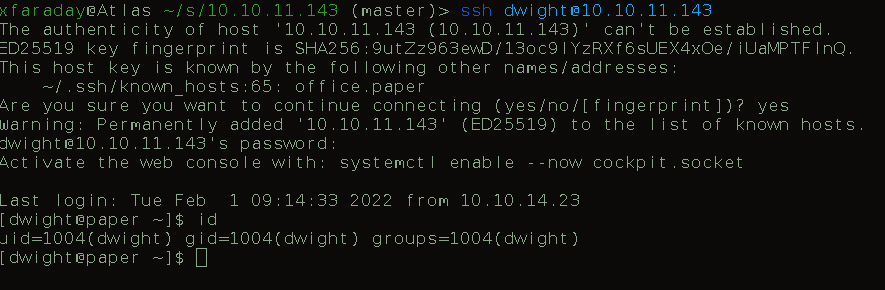 xfaraday@Atlas ~/s/10.10.11.143 (master)> ssh dwight@10.10.11.143
The authenticity of host '10.10.11.143 (10.10.11.143)' can't be established.
ED25519 key fingerprint is SHA256:9utZz963ewD/13oc9IYzRXf6sUEX4xOe/iUaMPTFInQ.
This host key is known by the following other names/addresses:
    ~/.ssh/known_hosts:65: office.paper
Are you sure you want to continue connecting (yes/no/[fingerprint])? yes
Warning: Permanently added '10.10.11.143' (ED25519) to the list of known hosts.
dwight@10.10.11.143's password:
Activate the web console with: systemctl enable --now cockpit.socket

Last login: Tue Feb  1 09:14:33 2022 from 10.10.14.23
[dwight@paper ~]$ id
uid=1004(dwight) gid=1004(dwight) groups=1004(dwight)
[dwight@paper ~]$